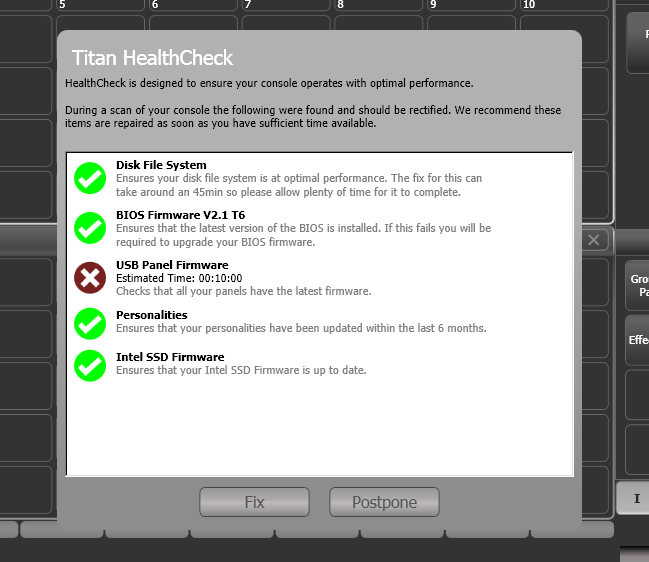 5 6 7 8 9 10
Titan HealthCheck
HealthCheck is designed to ensure your console operates with optimal performance.
During a scan of your console the following were found and should be rectified. We recommend these
items are repaired as soon as you have sufficient time available.
Disk File System
Ensures your disk file system is at optimal performance. The fix for this can
take around an 45min so please allow plenty of time for it to complete.
BIOS Firmware V2.1 T6
Ensures that the latest version of the BIOS is installed. If this fails you will be
required to upgrade your BIOS firmware.
USB Panel Firmware
Estimated Time: 00:10:00
Checks that all your panels have the latest firmware.
Personalities
Ensures that your personalities have been updated within the last 6 months.
Intel SSD Firmware
Ensures that your Intel SSD Firmware is up to date.
Fix
Postpone
Gro
Pa
Effe
I